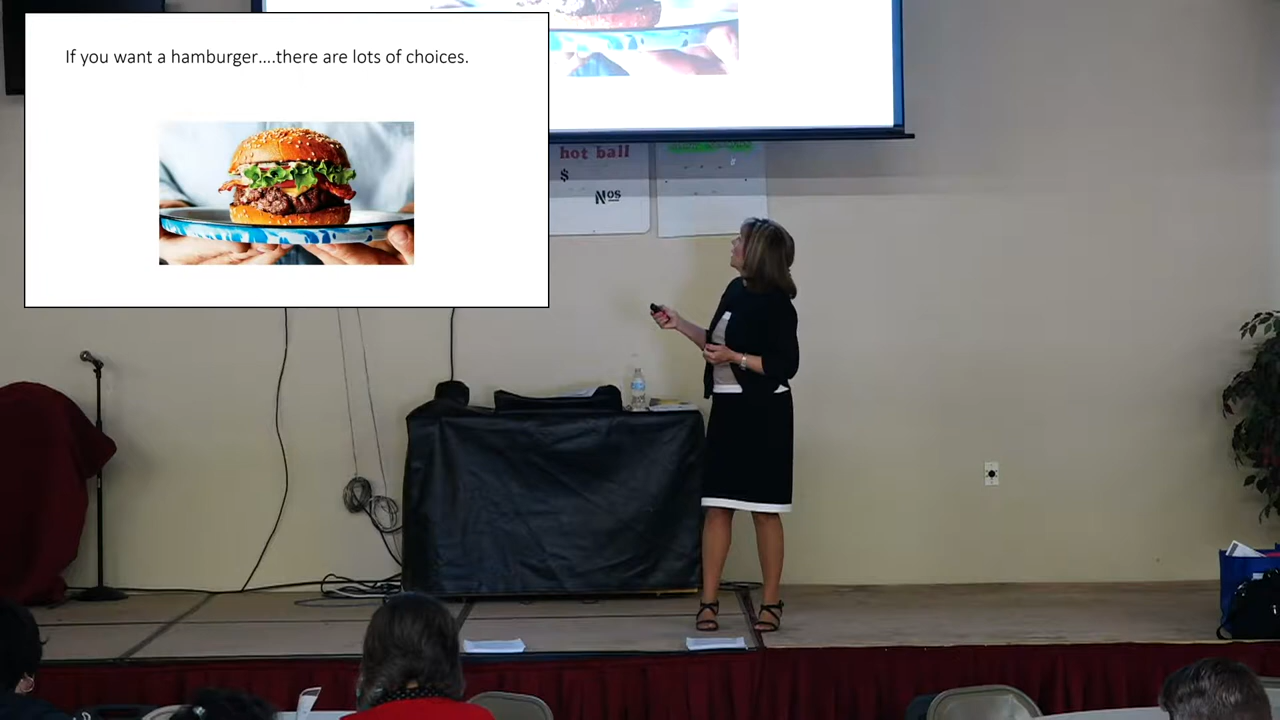 If you want a hamburger....there are lots of choices.
hot ball
$
Nos